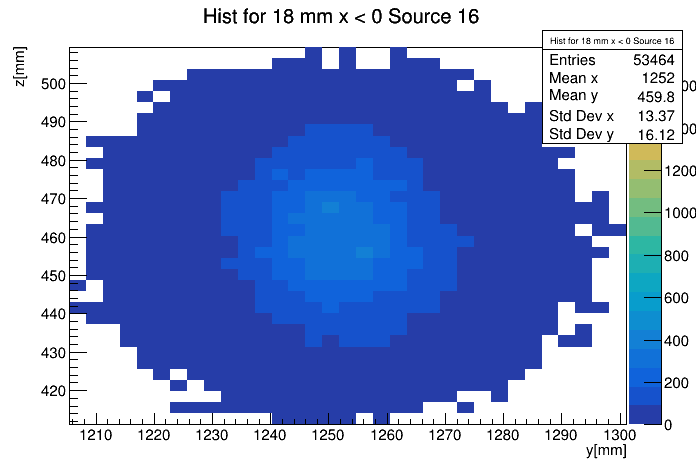 Hist for 18 mm x < 0 Source 16
Hist for 18 mm x < 0 Source 16
Entries 53464
Mean x 1252
Mean y 459.8
Std Dev x 13.37
Std Dev y 16.12
z[mm]
500
490
480
470
460
450
440
430
420
1210 1220 1230 1240 1250 1260 1270 1280 1290 1300
y[mm]
1200
1000
800
600
400
200
0